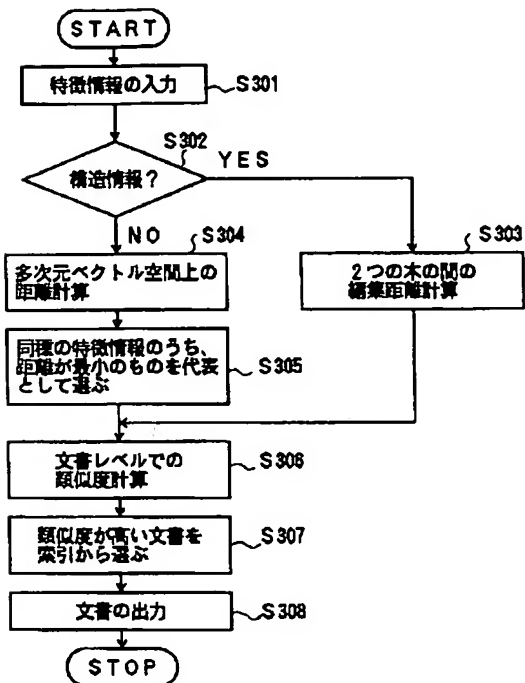 START
特徴情報の入力
S301
S302
構造情報?
YES
NO
S304
S303
多次元ベクトル空間上の
距離計算
2つの木の間の
編集距離計算
同種の特徴情報のうち、
距離が最小のものを代表
として選ぶ
S305
文書レベルでの
類似度計算
S306
類似度が高い文書を
索引から選ぶ
S307
文書の出力
S308
STOP